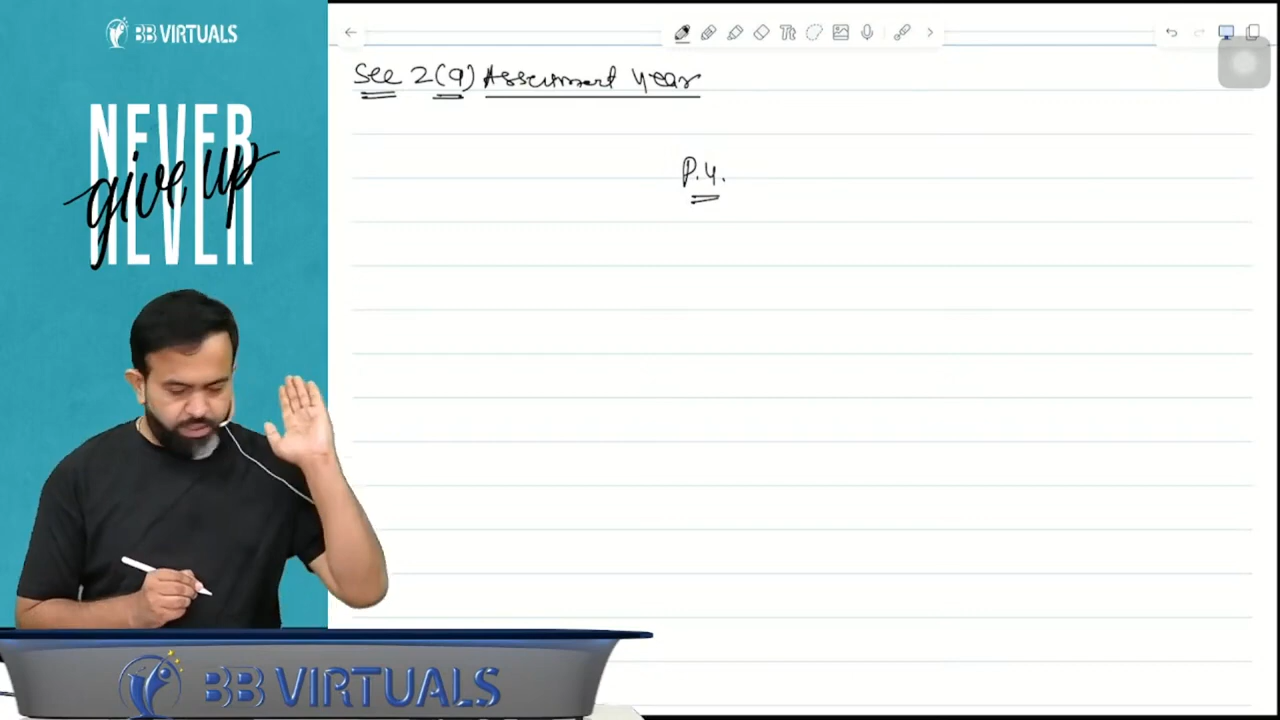 BB VIRTUALS
NEVER
give up
NEVER
Sec 2(9) Assessment year
P.Y.
BB VIRTUALS